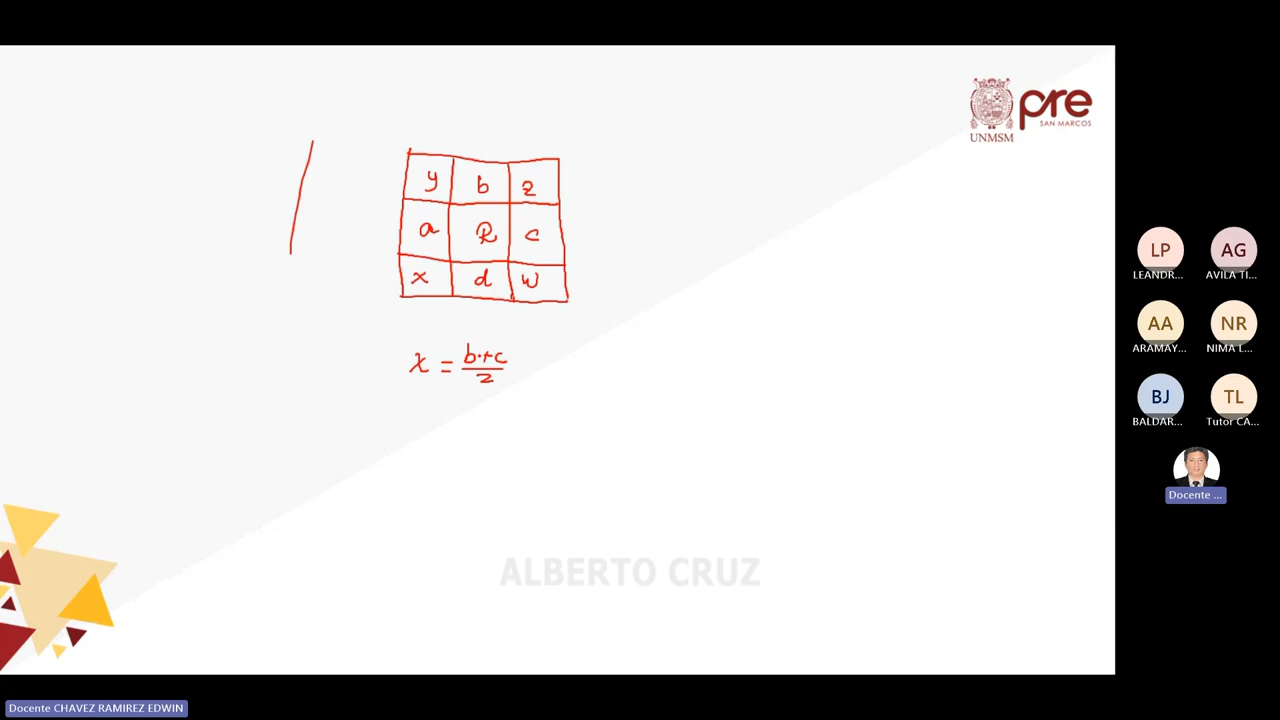 pre
SAN MARCOS
UNMSM
y b z
a R c
x d w
x = b+c/2
LP AG
LEANDR... AVILA TI...
AA NR
ARAMAY... NIMA L...
BJ TL
BALDAR... Tutor CA...
Docente ...
ALBERTO CRUZ
Docente CHAVEZ RAMIREZ EDWIN